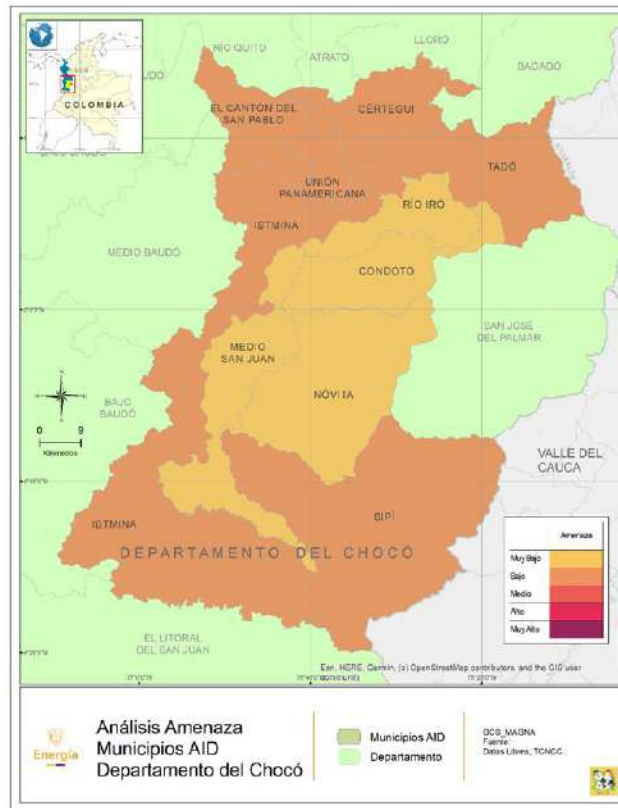 COLOMBIA
RÍO QUITO
ATRATO
LLORÓ
BAGADÓ
EL CANTÓN DEL
SAN PABLO
CÉRTEGUI
UNIÓN
PANAMERICANA
TADÓ
RÍO IRÓ
ISTMINA
MEDIO BAUDÓ
CONDOTO
SAN JOSÉ
DEL PALMAR
MEDIO
SAN JUAN
NÓVITA
BAJO
BAUDÓ
0 9
Kilometros
VALLE DEL
CAUCA
ISTMINA
SIPÍ
DEPARTAMENTO DEL CHOCÓ
Amenaza
Muy Bajo
Bajo
Medio
Alto
Muy Alto
EL LITORAL
DEL SAN JUAN
Esri, HERE, Garmin, (c) OpenStreetMap contributors, and the GIS user
Energía
Análisis Amenaza
Municipios AID
Departamento del Chocó
Municipios AID
Departamento
GCS_MAGNA
Fuente:
Datos Libres; TCNCC.